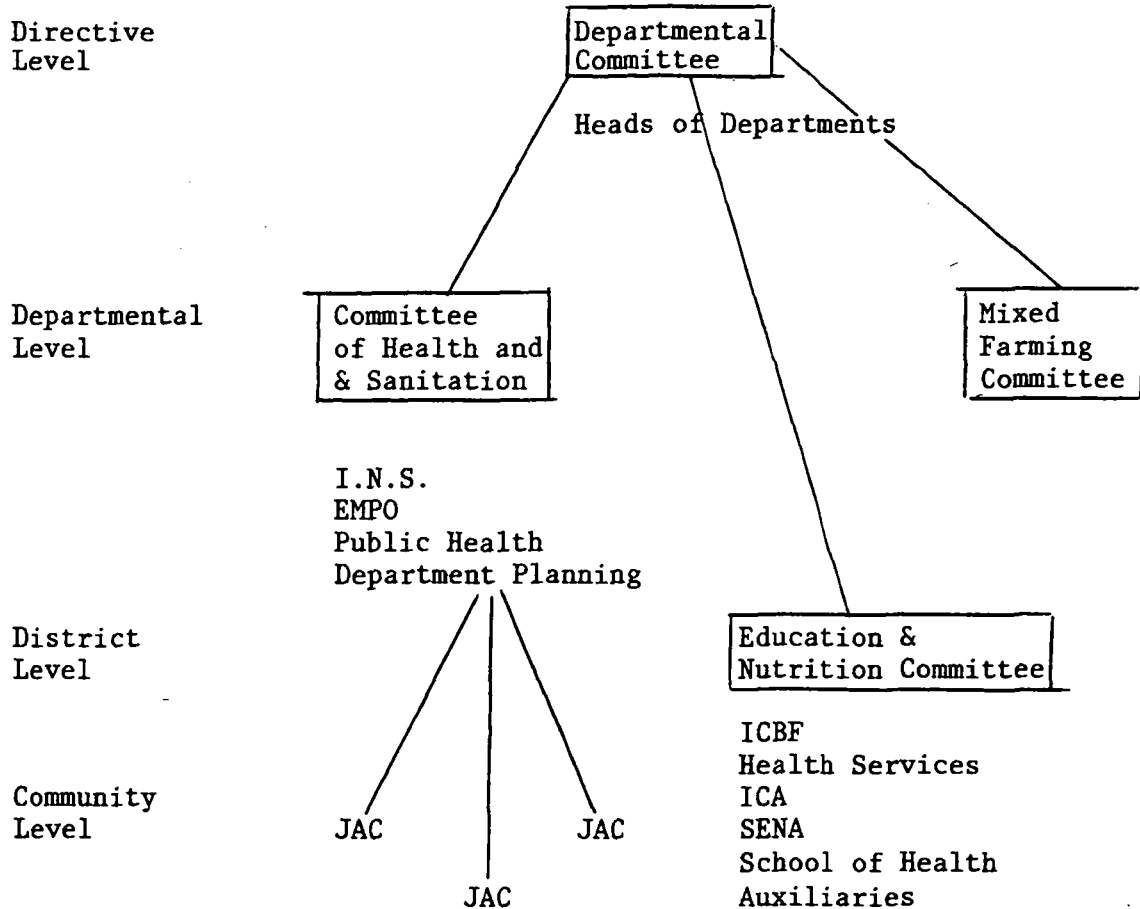 Directive
Level
Departmental
Committee
Heads of Departments
Departmental
Level
Committee
of Health and
& Sanitation
Mixed
Farming
Committee
I.N.S.
EMPO
Public Health
Department Planning
District
Level
Education &
Nutrition Committee
ICBF
Health Services
ICA
SENA
School of Health
Auxiliaries
Community
Level
JAC
JAC
JAC